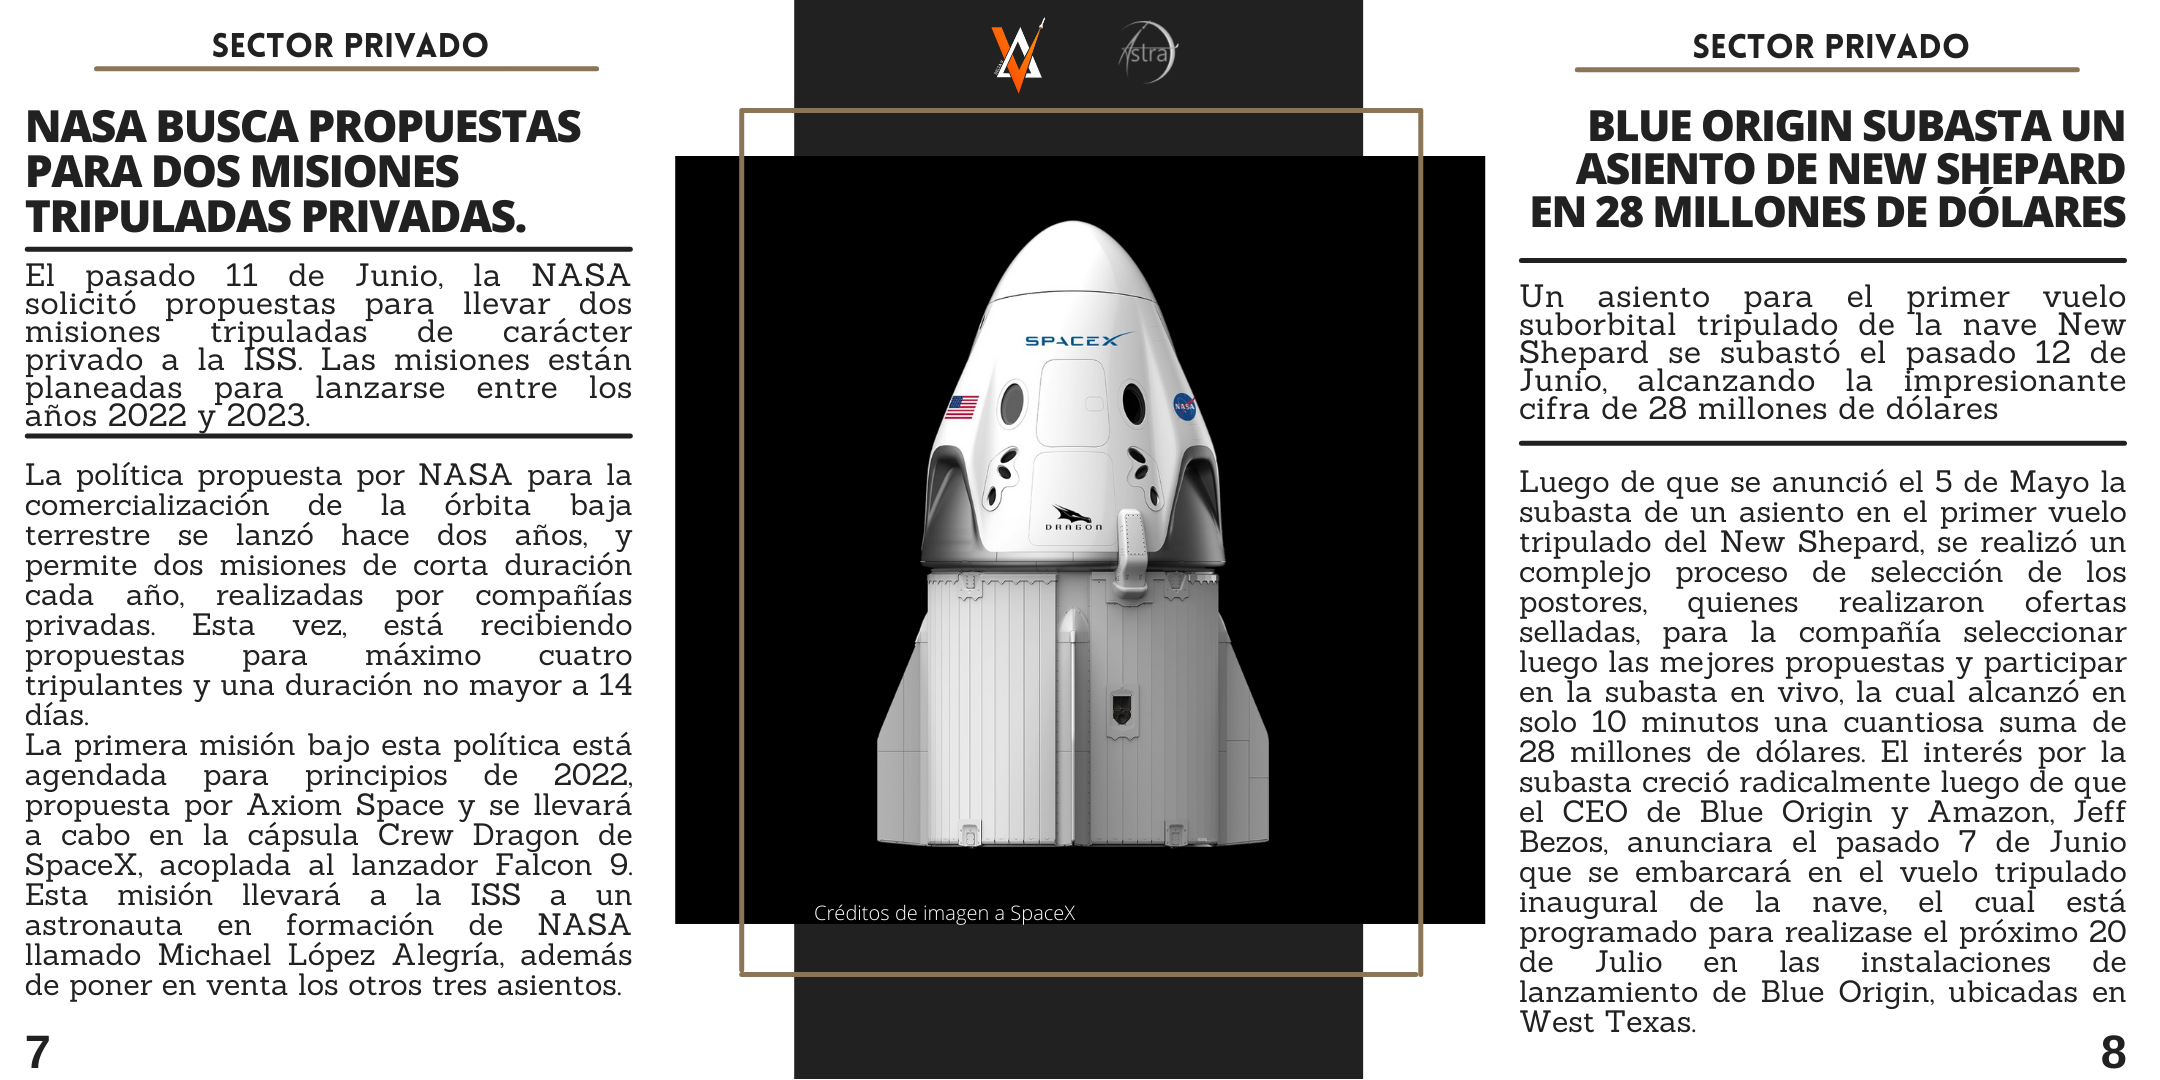 SECTOR PRIVADO
NASA BUSCA PROPUESTAS
PARA DOS MISIONES
TRIPULADAS PRIVADAS.
El pasado 11 de Junio, la NASA
solicitó propuestas para llevar dos
misiones tripuladas de carácter
privado a la ISS. Las misiones están
planeadas para lanzarse entre los
años 2022 y 2023.
La política propuesta por NASA para la
comercialización de la órbita baja
terrestre se lanzó hace dos años, y
permite dos misiones de corta duración
cada año, realizadas por compañías
privadas. Esta vez, está recibiendo
propuestas para máximo cuatro
tripulantes y una duración no mayor a 14
días.
La primera misión bajo esta política está
agendada para principios de 2022,
propuesta por Axiom Space y se llevará
a cabo en la cápsula Crew Dragon de
SpaceX, acoplada al lanzador Falcon 9.
Esta misión llevará a la ISS a un
astronauta en formación de NASA
llamado Michael López Alegría, además
de poner en venta los otros tres asientos.
7
Astra
SPACEX
NASA
DRAGON
Créditos de imagen a SpaceX
SECTOR PRIVADO
BLUE ORIGIN SUBASTA UN
ASIENTO DE NEW SHEPARD
EN 28 MILLONES DE DÓLARES
Un asiento para el primer vuelo
suborbital tripulado de la nave New
Shepard se subastó el pasado 12 de
Junio, alcanzando la impresionante
cifra de 28 millones de dólares
Luego de que se anunció el 5 de Mayo la
subasta de un asiento en el primer vuelo
tripulado del New Shepard, se realizó un
complejo proceso de selección de los
postores, quienes realizaron ofertas
selladas, para la compañía seleccionar
luego las mejores propuestas y participar
en la subasta en vivo, la cual alcanzó en
solo 10 minutos una cuantiosa suma de
28 millones de dólares. El interés por la
subasta creció radicalmente luego de que
el CEO de Blue Origin y Amazon, Jeff
Bezos, anunciara el pasado 7 de Junio
que se embarcará en el vuelo tripulado
inaugural de la nave, el cual está
programado para realizase el próximo 20
de Julio en las instalaciones de
lanzamiento de Blue Origin, ubicadas en
West Texas.
8